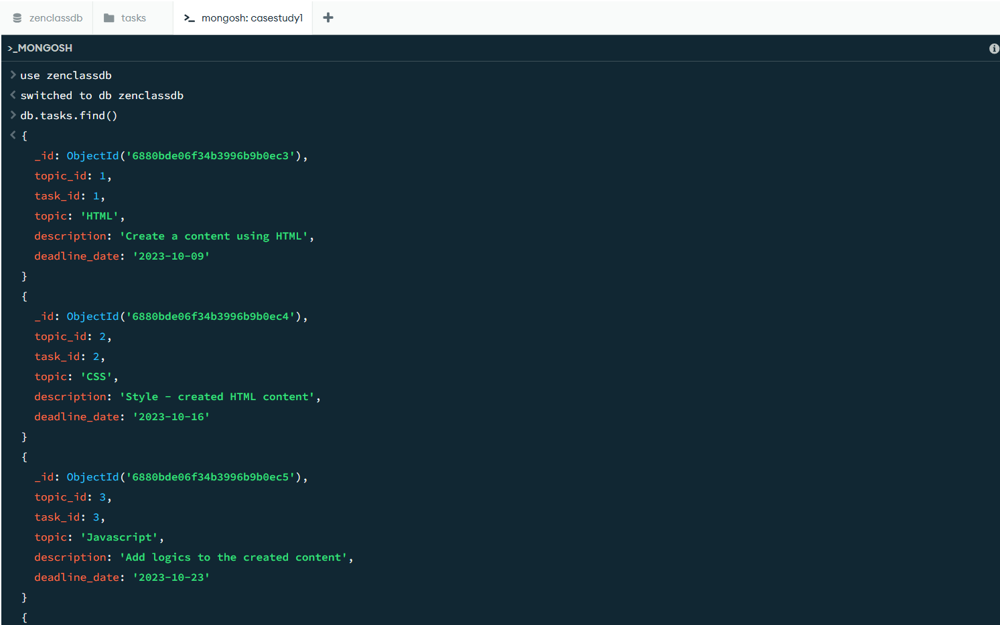 zenclassdb tasks >_ mongosh: casestudy1 +
>_MONGOSH
> use zenclassdb
< switched to db zenclassdb
> db.tasks.find()
< {
_id: ObjectId('6880bde06f34b3996b9b0ec3'),
topic_id: 1,
task_id: 1,
topic: 'HTML',
description: 'Create a content using HTML',
deadline_date: '2023-10-09'
}
{
_id: ObjectId('6880bde06f34b3996b9b0ec4'),
topic_id: 2,
task_id: 2,
topic: 'CSS',
description: 'Style - created HTML content',
deadline_date: '2023-10-16'
}
{
_id: ObjectId('6880bde06f34b3996b9b0ec5'),
topic_id: 3,
task_id: 3,
topic: 'Javascript',
description: 'Add logics to the created content',
deadline_date: '2023-10-23'
}
{